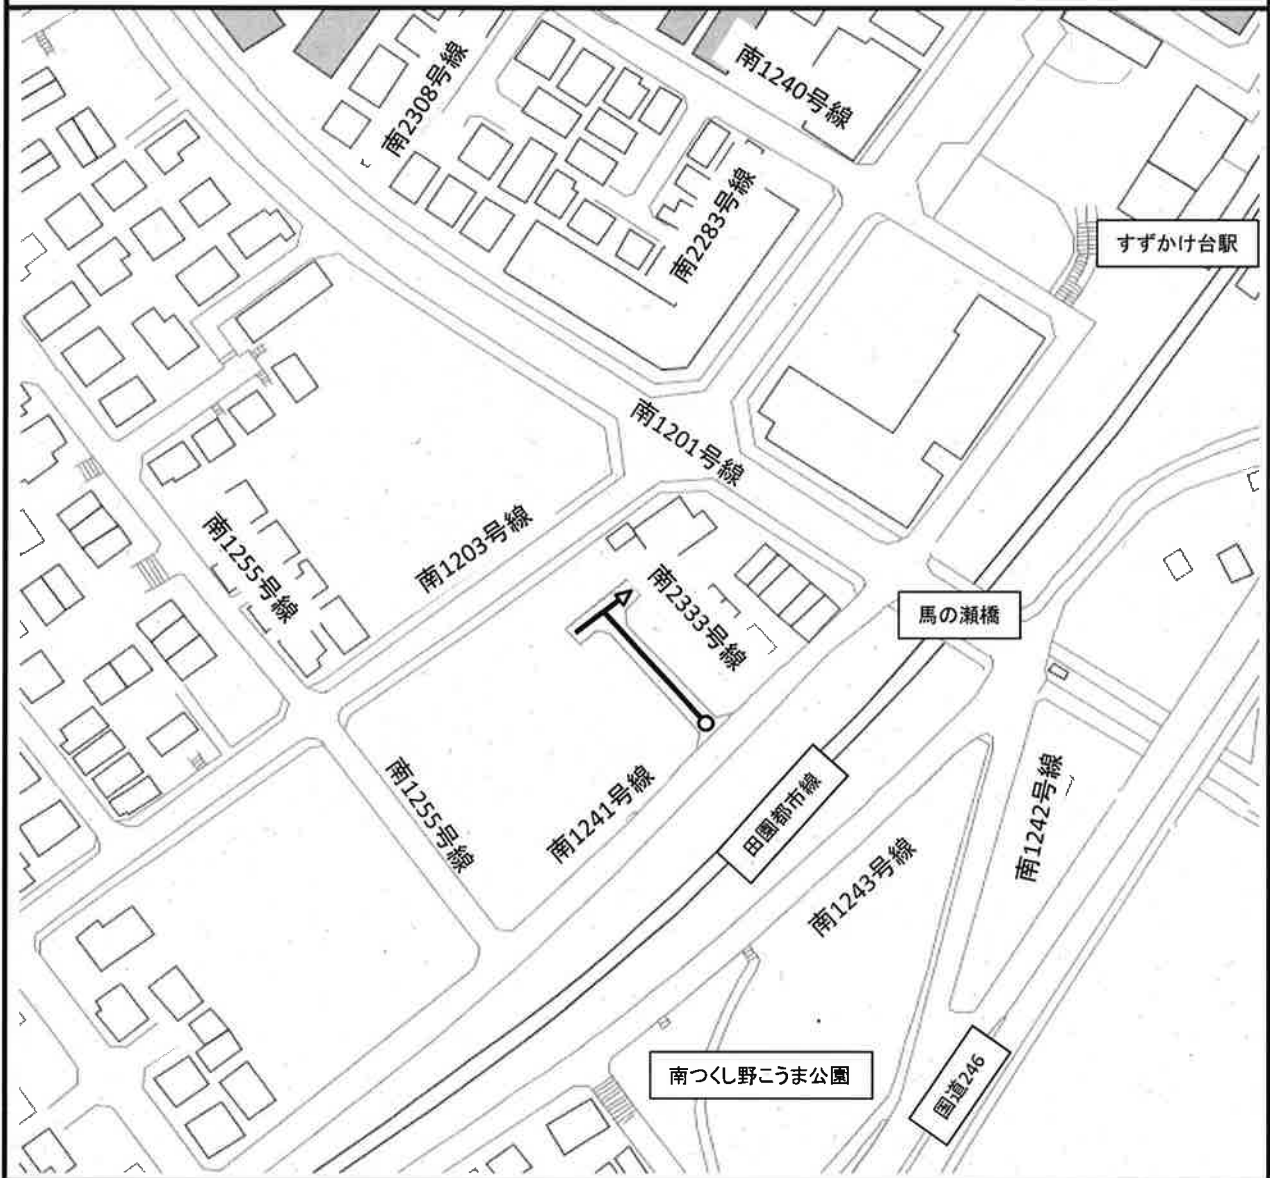 南2308号線
南1240号線
南2283号線
すずかけ台駅
南1201号線
南1255号線
南1203号線
南2333号線
馬の瀬橋
南1255号線
南1241号線
田園都市線
南1242号線
南1243号線
南つくし野こうま公園
国道246